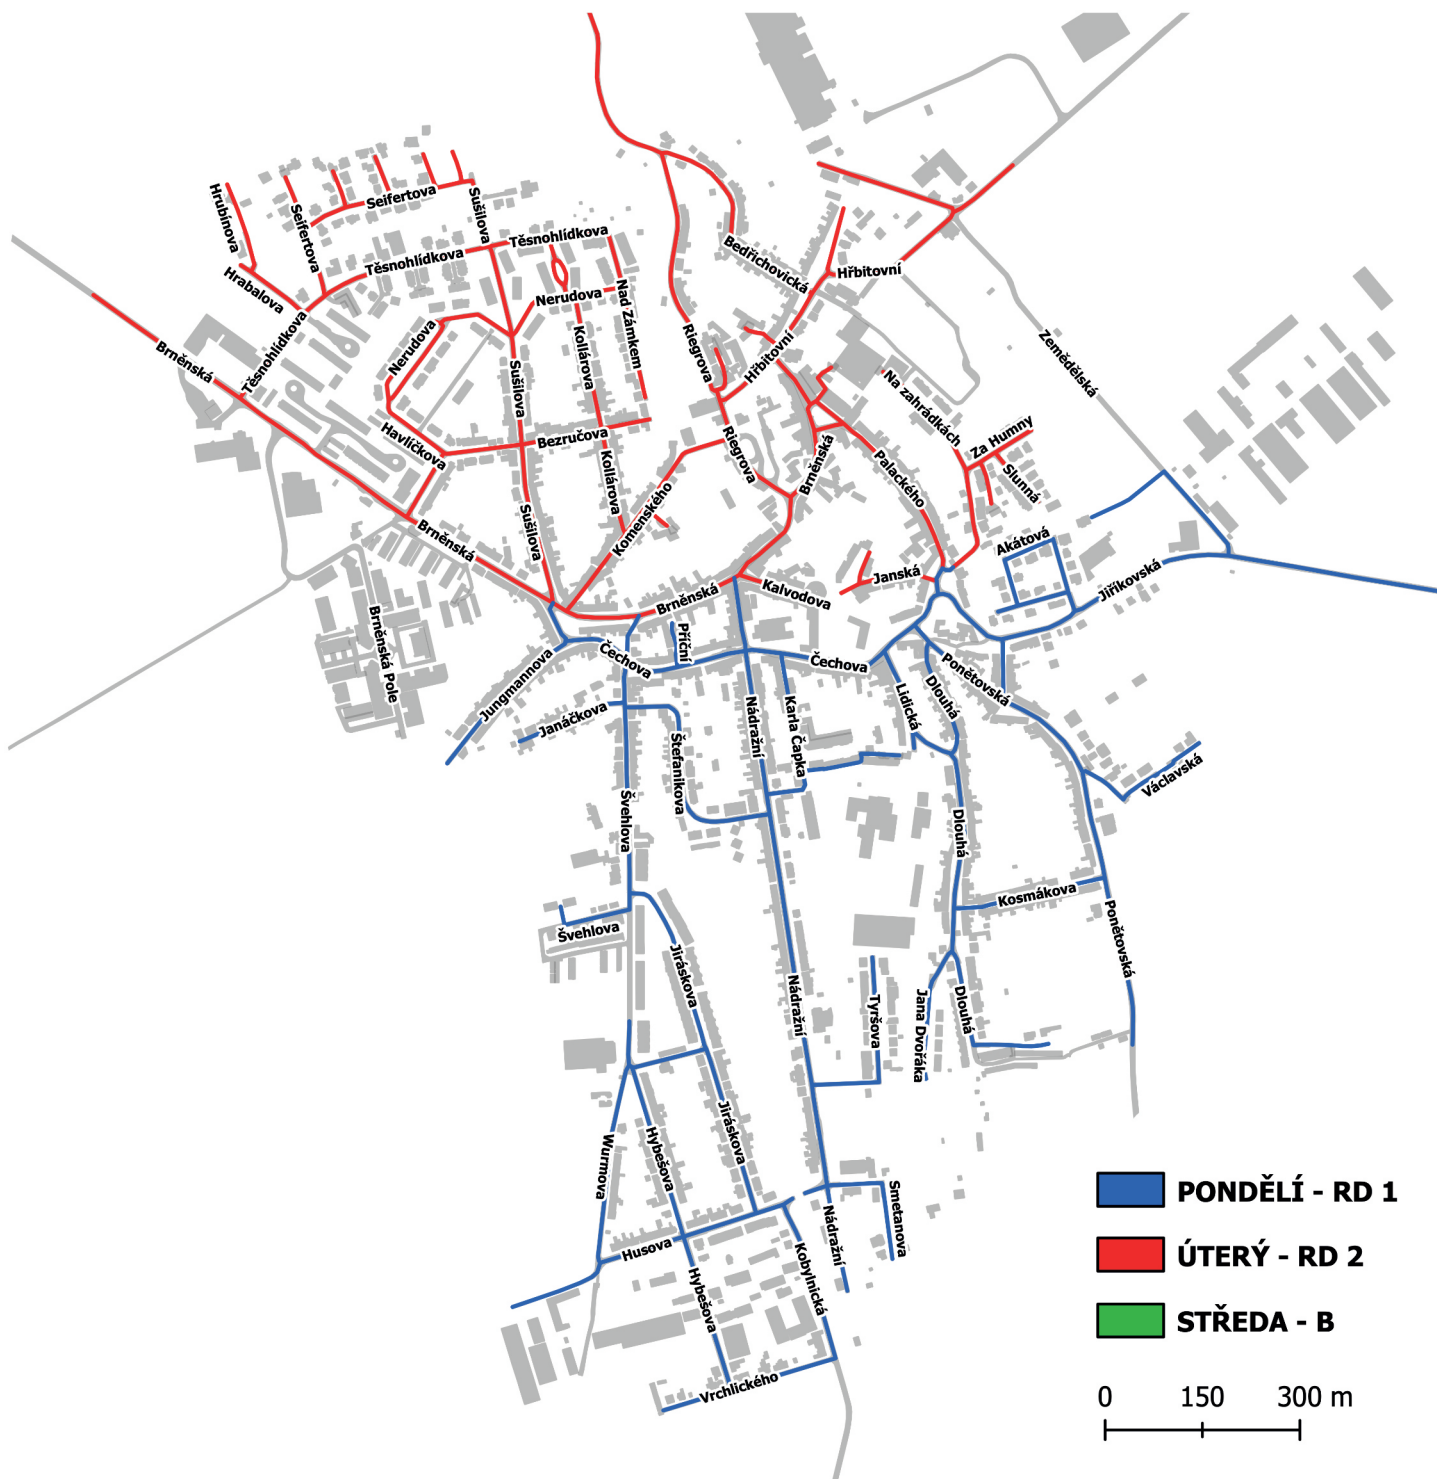 Hrubínova
Seifertova
Seifertova
Sušilova
Hrabalova
Těsnohlídkova
Těsnohlídkova
Těsnohlídkova
Nerudova
Nad Zámkem
Bedřichovická
Hřbitovní
Brněnská
Nerudova
Kollárova
Riegrova
Hřbitovní
Zemědělská
Sušilova
Na zahrádkách
Havlíčkova
Bezručova
Riegrova
Brněnská
Za Humny
Palackého
Slunná
Kollárova
Komenského
Sušilova
Brněnská
Akátová
Janská
Jiříkovská
Brněnská
Kalvodova
Brněnská Pole
Příční
Čechova
Čechova
Jungmannova
Ponětovská
Dlouhá
Lidická
Janáčkova
Nádražní
Karla Čapka
Štefanikova
Václavská
Švehlova
Dlouhá
Kosmákova
Ponětovská
Švehlova
Jiráskova
Nádražní
Tyršova
Jana Dvořáka
Dlouhá
Jiráskova
Hybešova
Wurmova
Smetanova
Nádražní
Husova
Kobylnická
Hybešova
Vrchlického
PONDĚLÍ - RD 1
ÚTERÝ - RD 2
STŘEDA - B
0 150 300 m